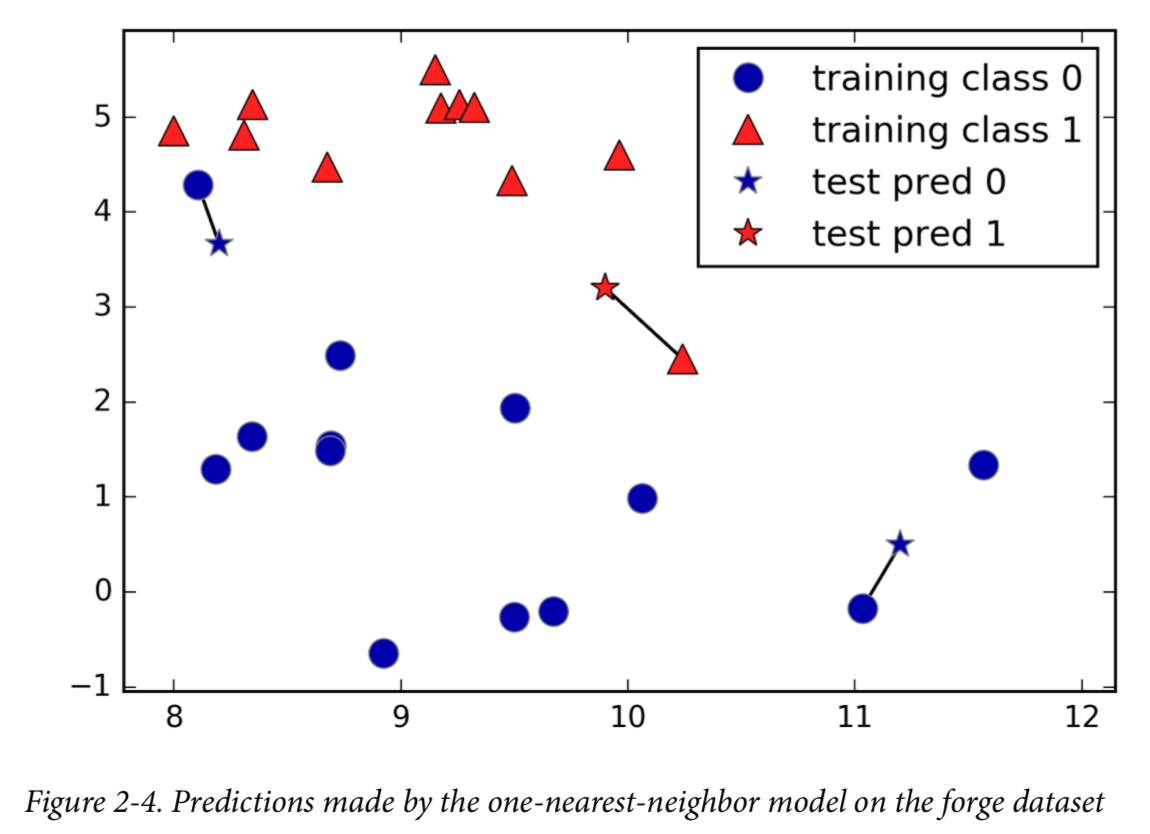 training class 0
training class 1
test pred 0
test pred 1
5
4
3
2
1
0
−1
8 9 10 11 12
Figure 2-4. Predictions made by the one-nearest-neighbor model on the forge dataset